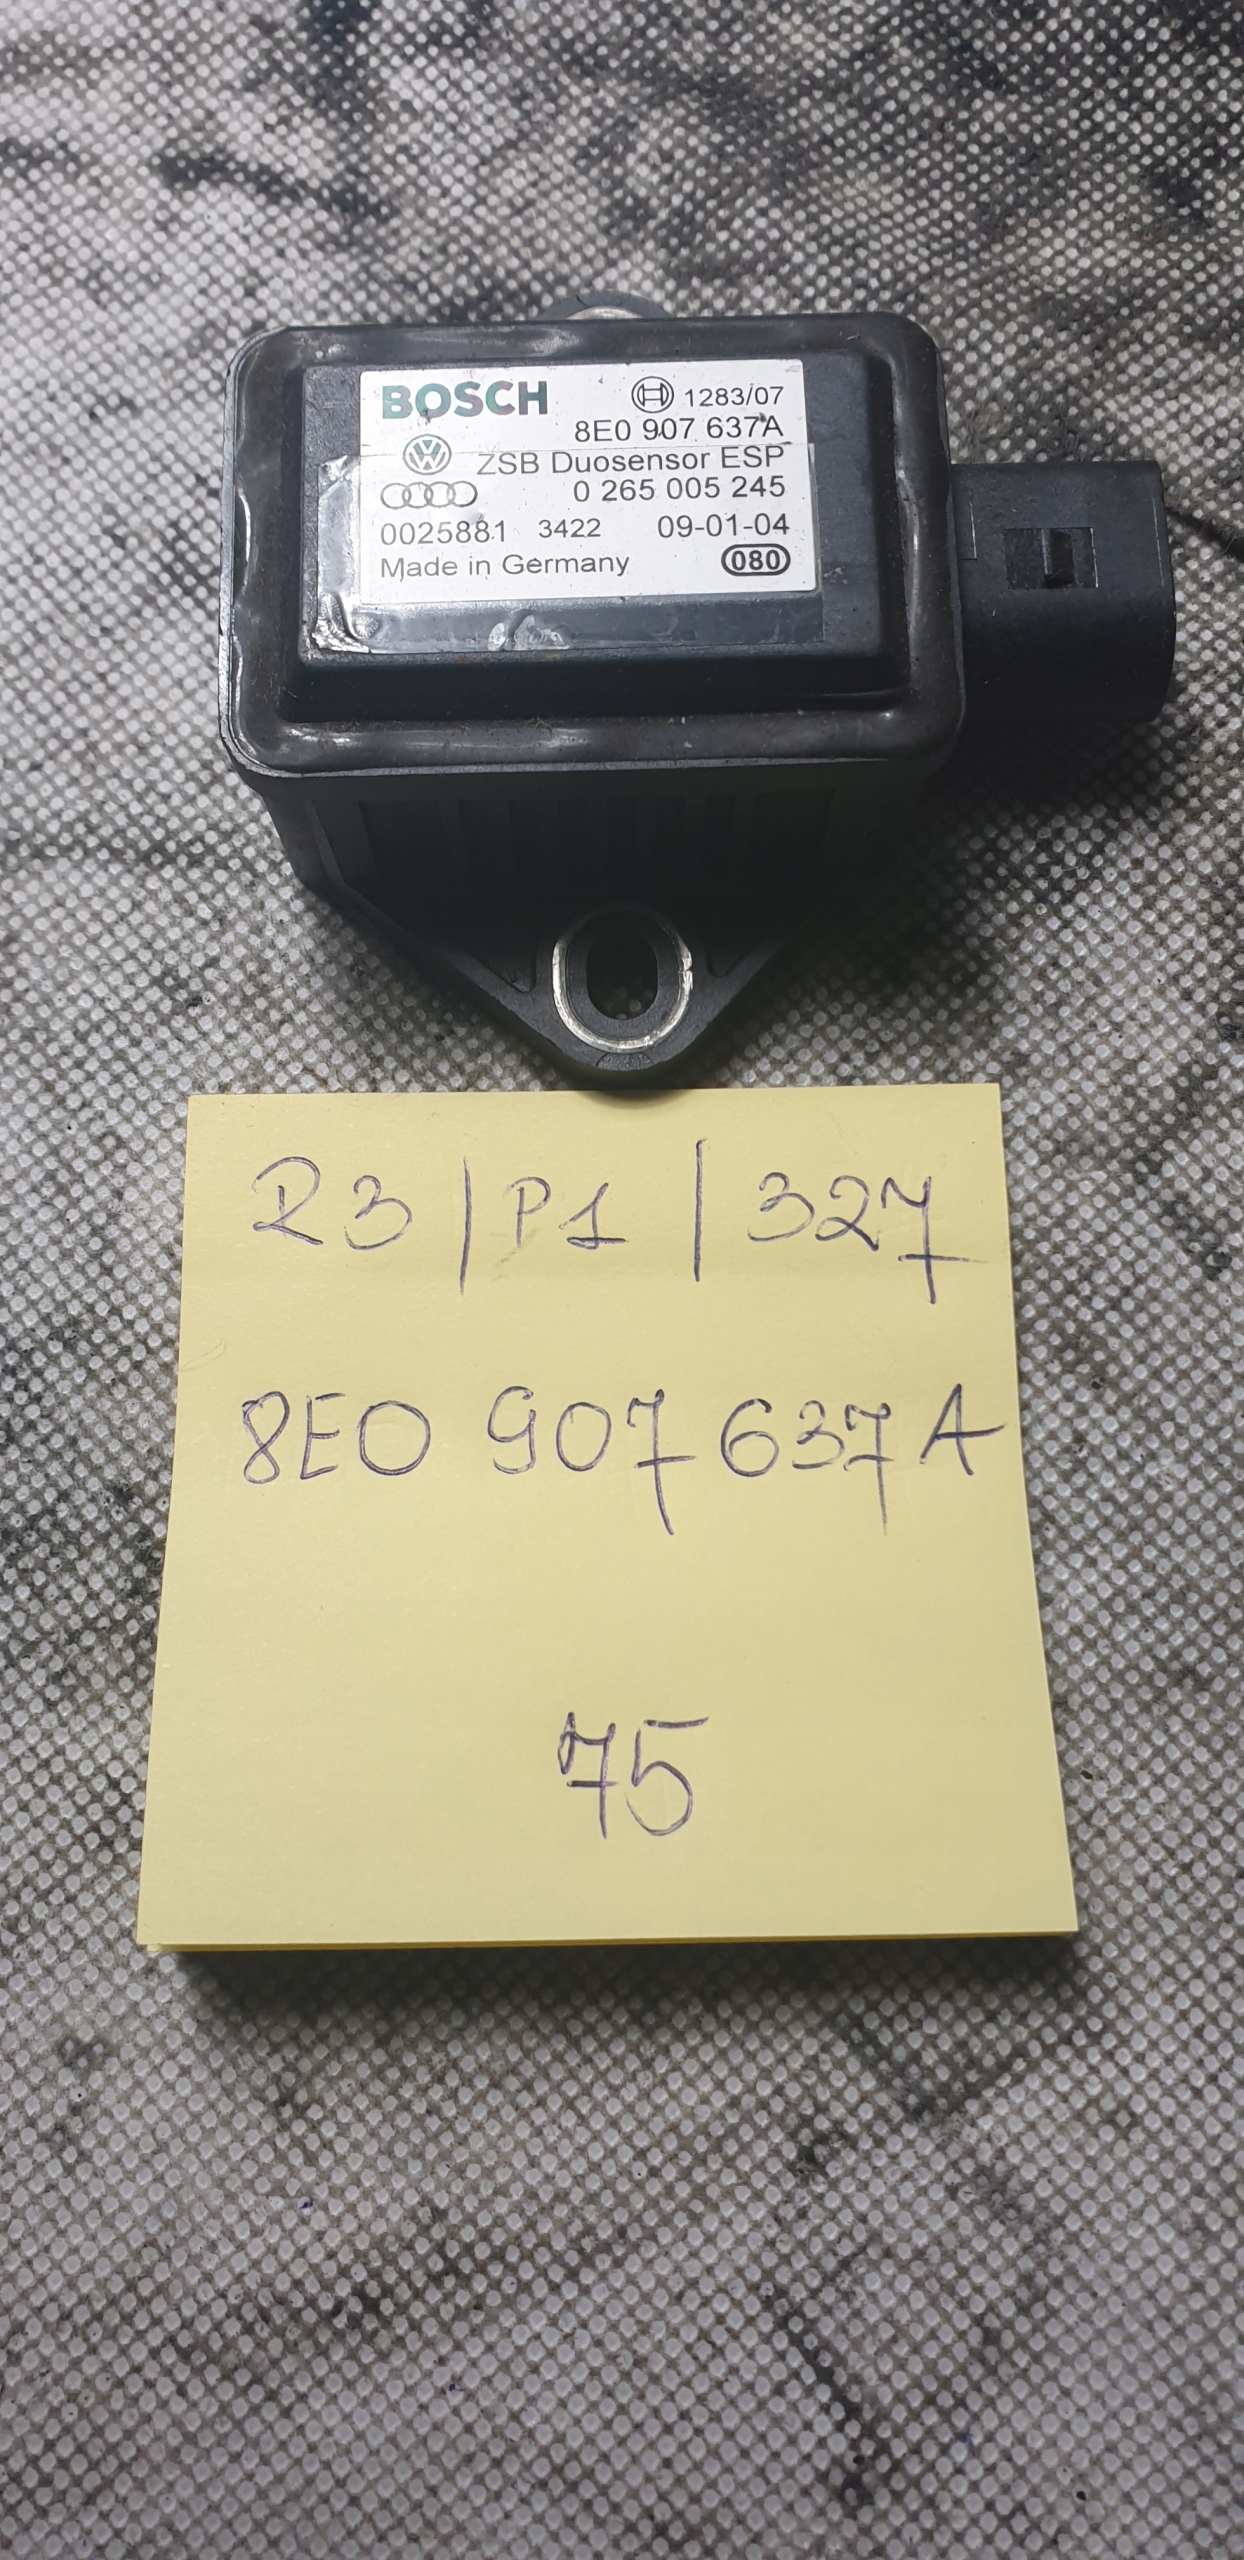 BOSCH 1283/07
8E0 907 637A
ZSB Duosensor ESP
0 265 005 245
0025881 3422 09-01-04
Made in Germany 080
R3 | P1 | 327
8E0 907 637A
75